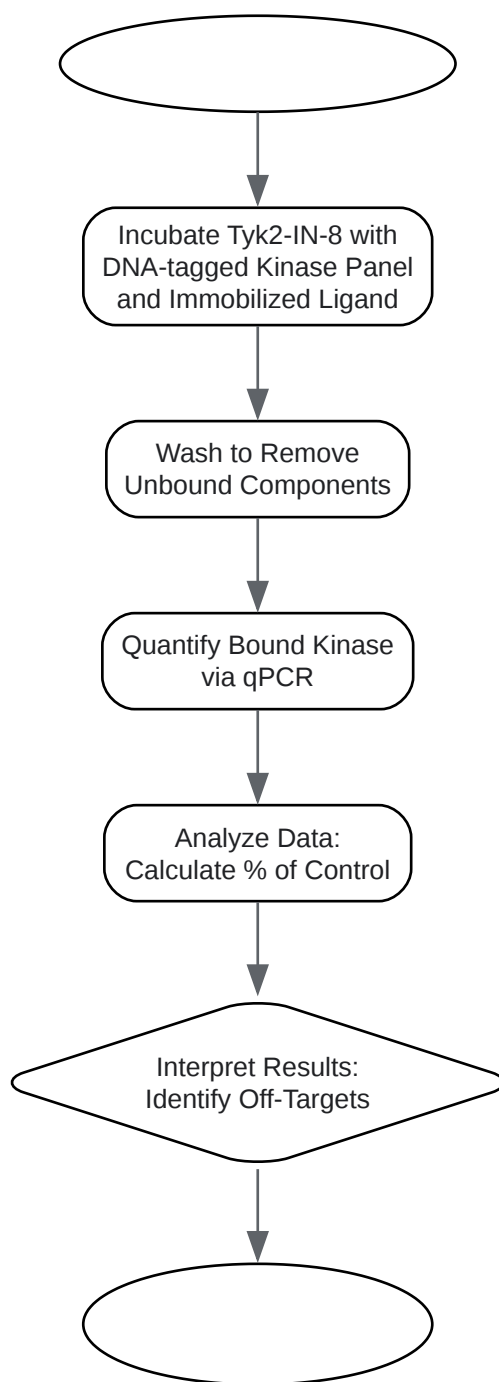 Incubate Tyk2-IN-8 with
DNA-tagged Kinase Panel
and Immobilized Ligand
Wash to Remove
Unbound Components
Quantify Bound Kinase
via qPCR
Analyze Data:
Calculate % of Control
Interpret Results:
Identify Off-Targets